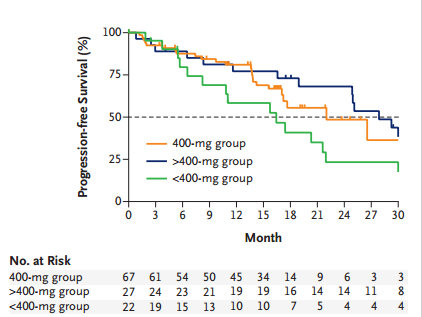 Progression-free Survival (%)
100
75
50
25
0
400-mg group
>400-mg group
<400-mg group
0 3 6 9 12 15 18 21 24 27 30
Month
No. at Risk
400-mg group 67 61 54 50 45 34 14 9 6 3 3
>400-mg group 27 24 23 21 19 19 16 14 14 11 8
<400-mg group 22 19 15 13 10 10 7 5 4 4 4